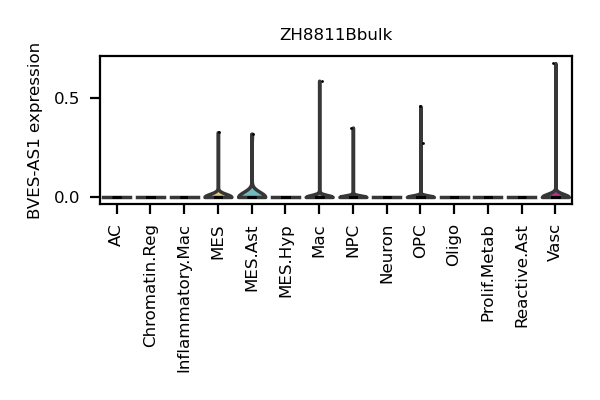 ZH8811Bbulk
BVES-AS1 expression
0.5
0.0
AC
Chromatin.Reg
Inflammatory.Mac
MES
MES.Ast
MES.Hyp
Mac
NPC
Neuron
OPC
Oligo
Prolif.Metab
Reactive.Ast
Vasc